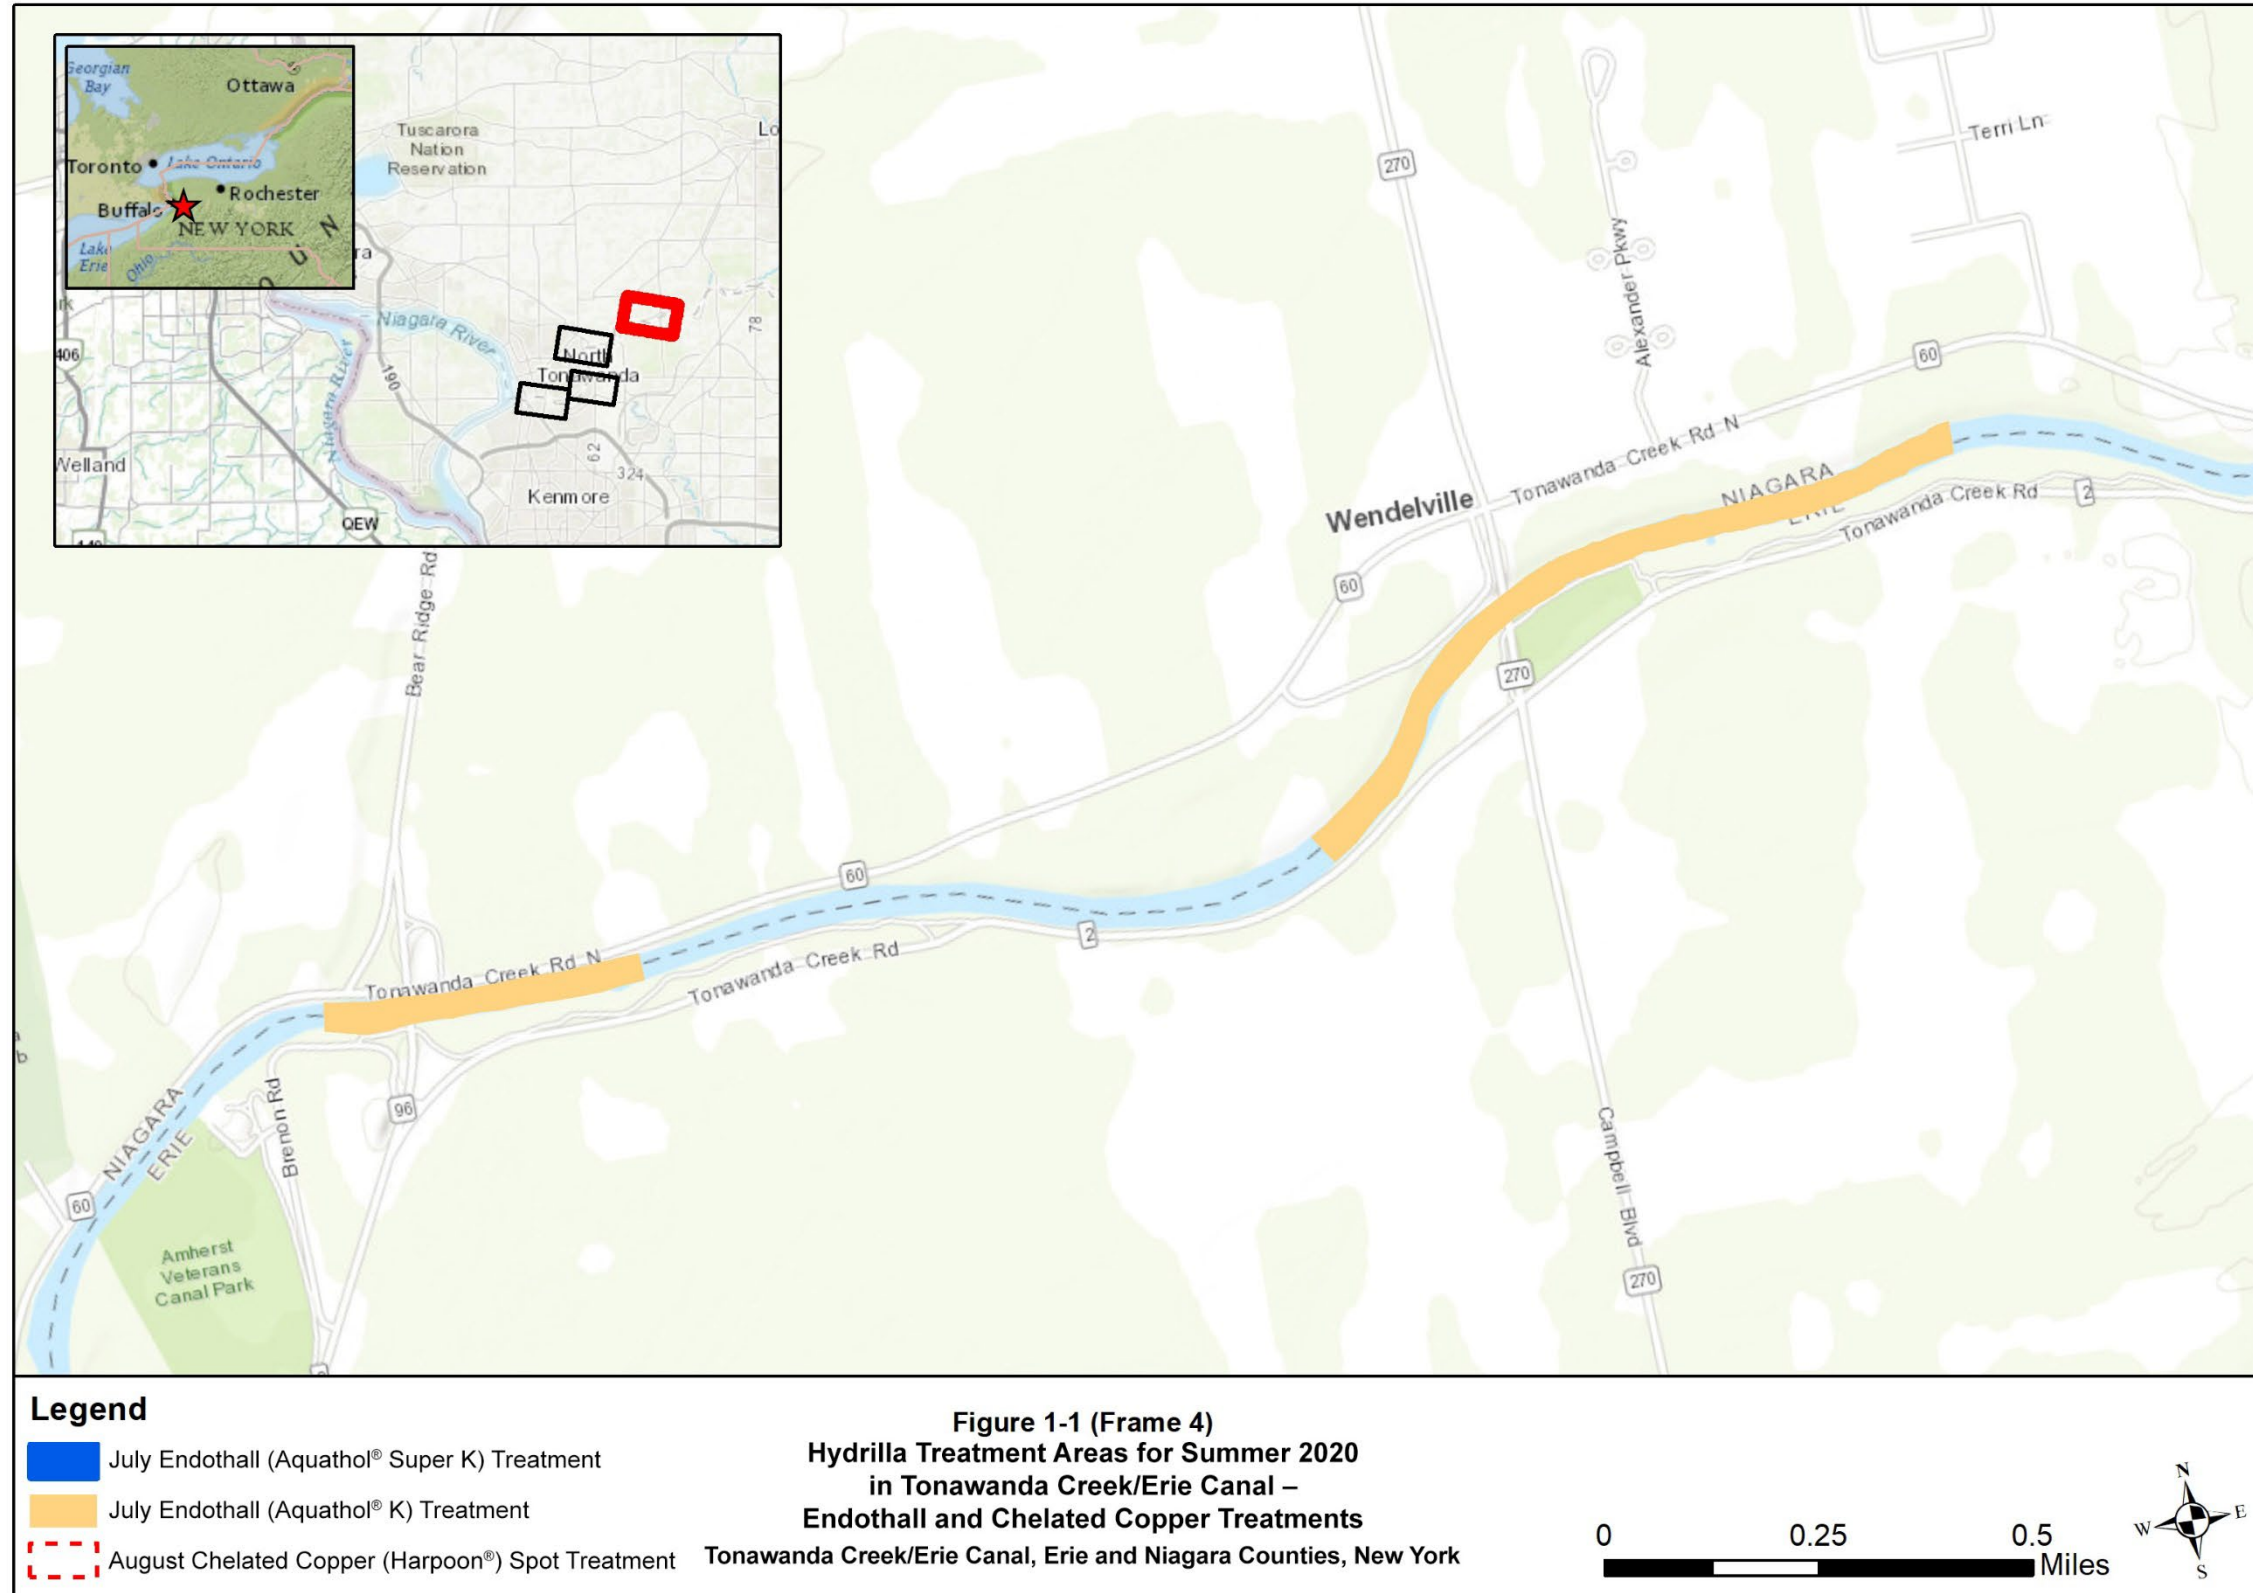 Georgian
Bay
Ottawa
Toronto
Lake Ontario
Rochester
Buffalo
NEW YORK
Lake
Erie
Ohio
Tuscarora
Nation
Reservation
Lo
ra
O U N
Niagara River
Niagara River
North
Tonawanda
190
78
406
62
324
Welland
Kenmore
QEW
270
Terri Ln
Alexander Pkwy
60
Tonawanda Creek Rd N
Wendelville
NIAGARA
ERIE
Tonawanda Creek Rd
2
60
270
Bear Ridge Rd
60
2
Tonawanda Creek Rd N
Tonawanda Creek Rd
Brenon Rd
96
NIAGARA
ERIE
60
Amherst
Veterans
Canal Park
Campbell Blvd
270
Legend
July Endothall (Aquathol® Super K) Treatment
July Endothall (Aquathol® K) Treatment
August Chelated Copper (Harpoon®) Spot Treatment
Figure 1-1 (Frame 4)
Hydrilla Treatment Areas for Summer 2020
in Tonawanda Creek/Erie Canal –
Endothall and Chelated Copper Treatments
Tonawanda Creek/Erie Canal, Erie and Niagara Counties, New York
0 0.25 0.5
Miles
N
W E
S